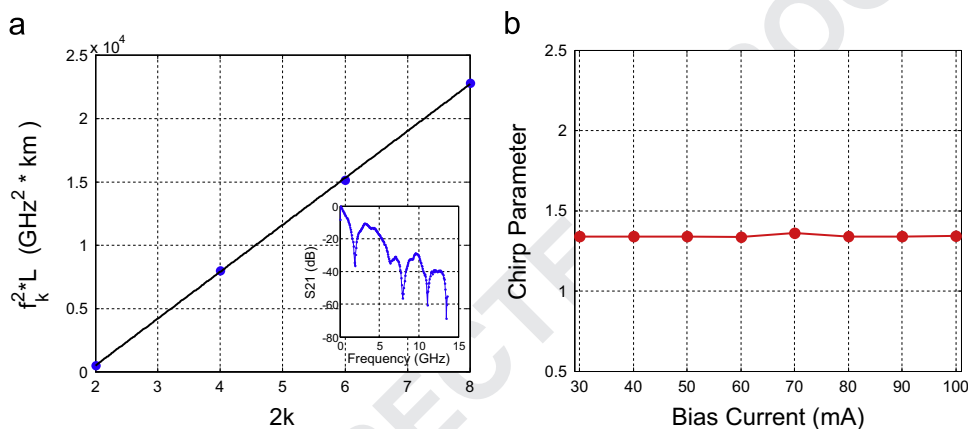 a
x 10^4
2.5
2
1.5
1
0.5
0
2 3 4 5 6 7 8
2k
f_k^2*L (GHz^2 * km)
0
-20
-40
-60
-80
S21 (dB)
0 5 10 15
Frequency (GHz)
b
2.5
2
1.5
1
0.5
30 40 50 60 70 80 90 100
Bias Current (mA)
Chirp Parameter